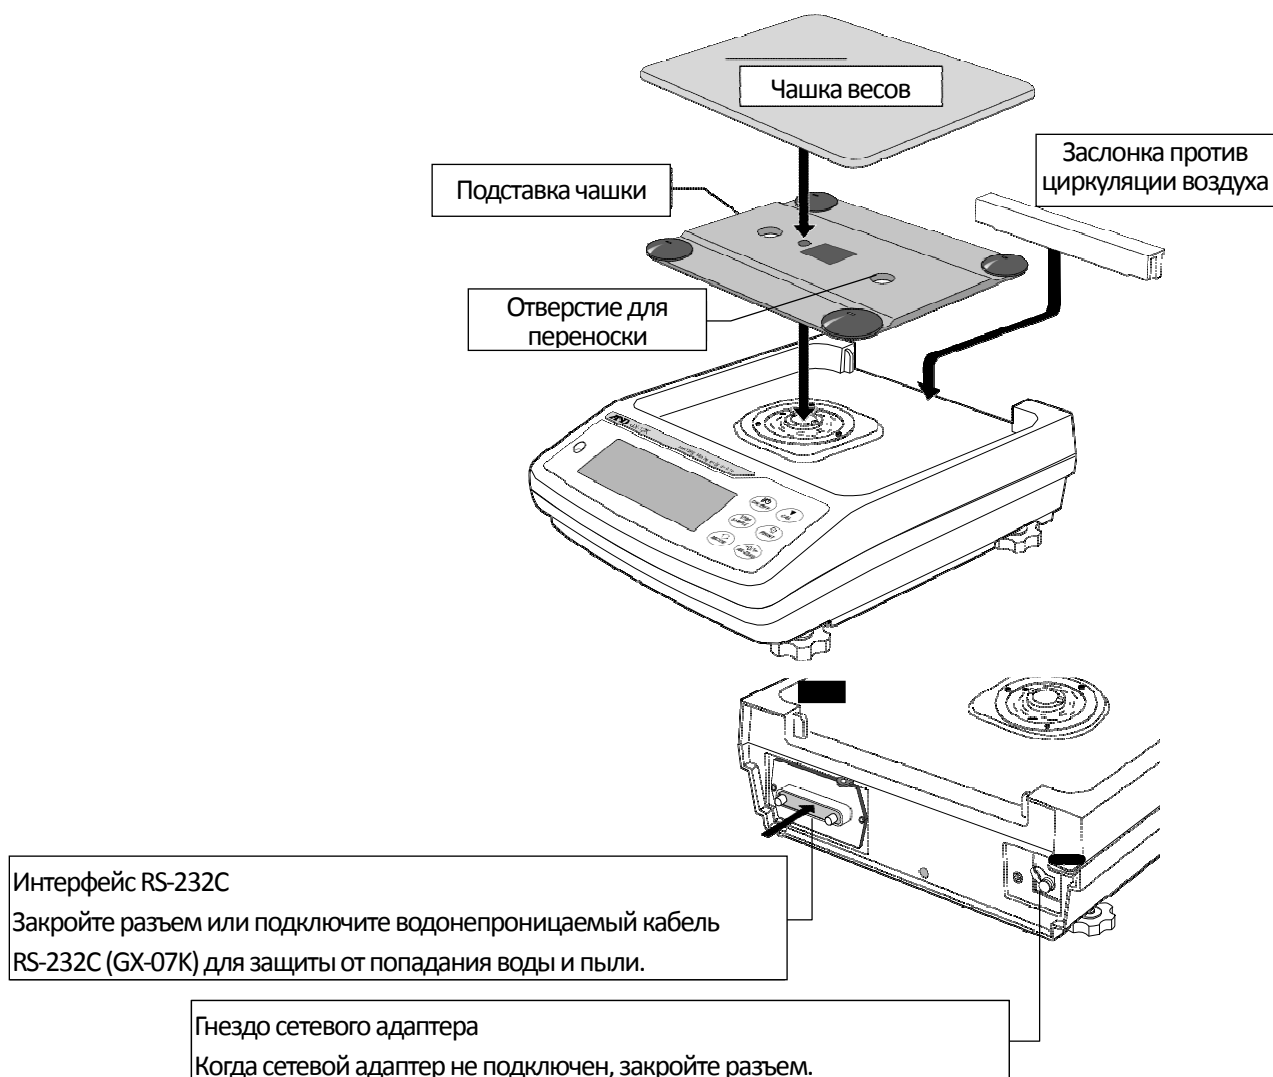 Чашка весов
Заслонка против
циркуляции воздуха
Подставка чашки
Отверстие для
переноски
AND
Интерфейс RS-232C
Закройте разъем или подключите водонепроницаемый кабель
RS-232C (GX-07K) для защиты от попадания воды и пыли.
Гнездо сетевого адаптера
Когда сетевой адаптер не подключен, закройте разъем.